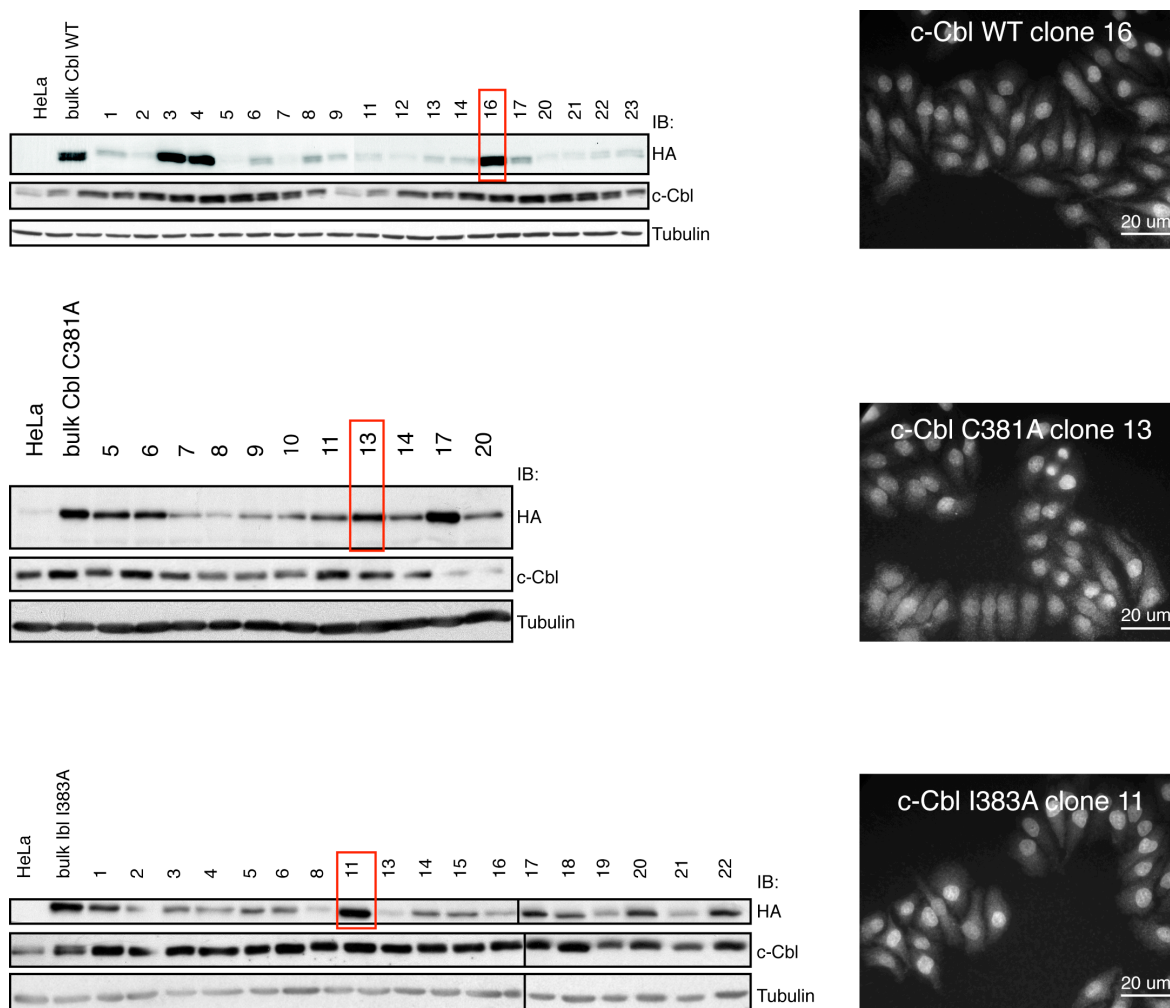 HeLa
bulk Cbl WT
1 2 3 4 5 6 7 8 9 11 12 13 14 16 17 20 21 22 23
IB:
HA
c-Cbl
Tubulin
c-Cbl WT clone 16
20 um
HeLa
bulk Cbl C381A
5 6 7 8 9 10 11 13 14 17 20
IB:
HA
c-Cbl
Tubulin
c-Cbl C381A clone 13
20 um
HeLa
bulk Ibl I383A
1 2 3 4 5 6 8 11 13 14 15 16 17 18 19 20 21 22
IB:
HA
c-Cbl
Tubulin
c-Cbl I383A clone 11
20 um